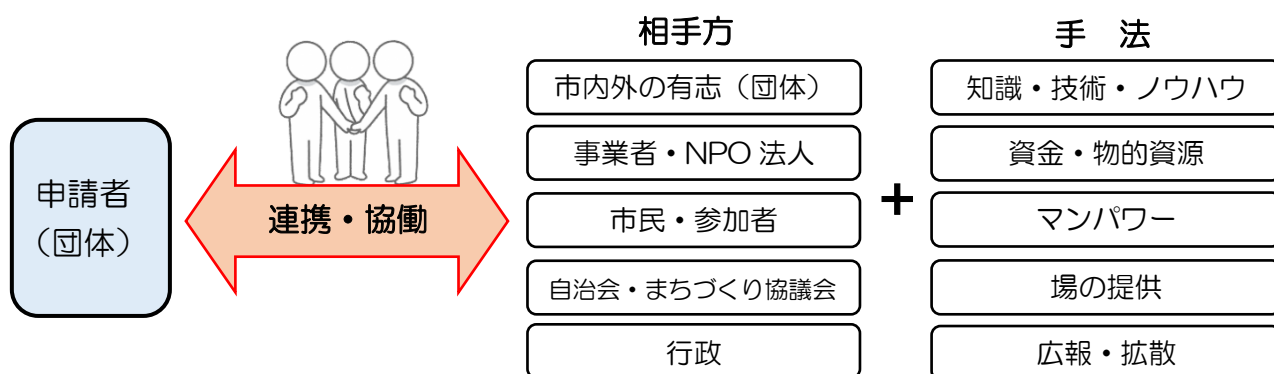 申請者
（団体）
連携・協働
相手方
市内外の有志（団体）
事業者・NPO 法人
市民・参加者
自治会・まちづくり協議会
行政
+
手　法
知識・技術・ノウハウ
資金・物的資源
マンパワー
場の提供
広報・拡散